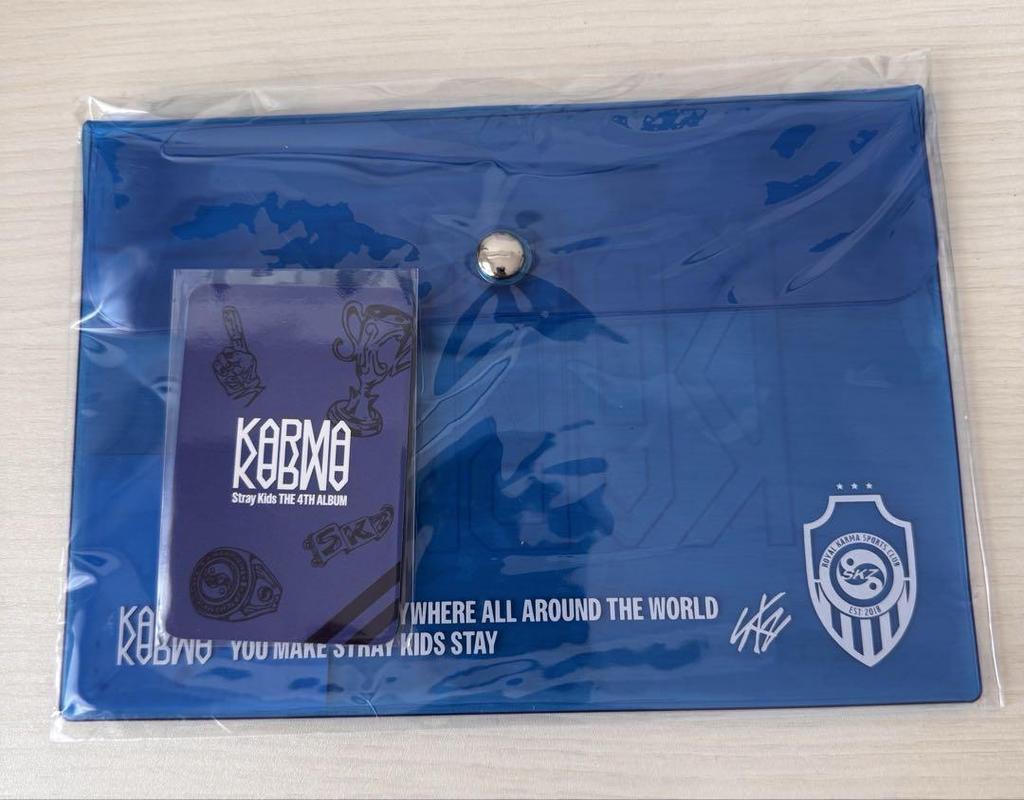 KARMA
KARMA
Stray Kids THE 4TH ALBUM
SKZ
YWHERE ALL AROUND THE WORLD
YOU MAKE STRAY KIDS STAY
KARMA
SKZ
ROYAL KARMA SPORTS CLUB
SKZ
EST. 2018